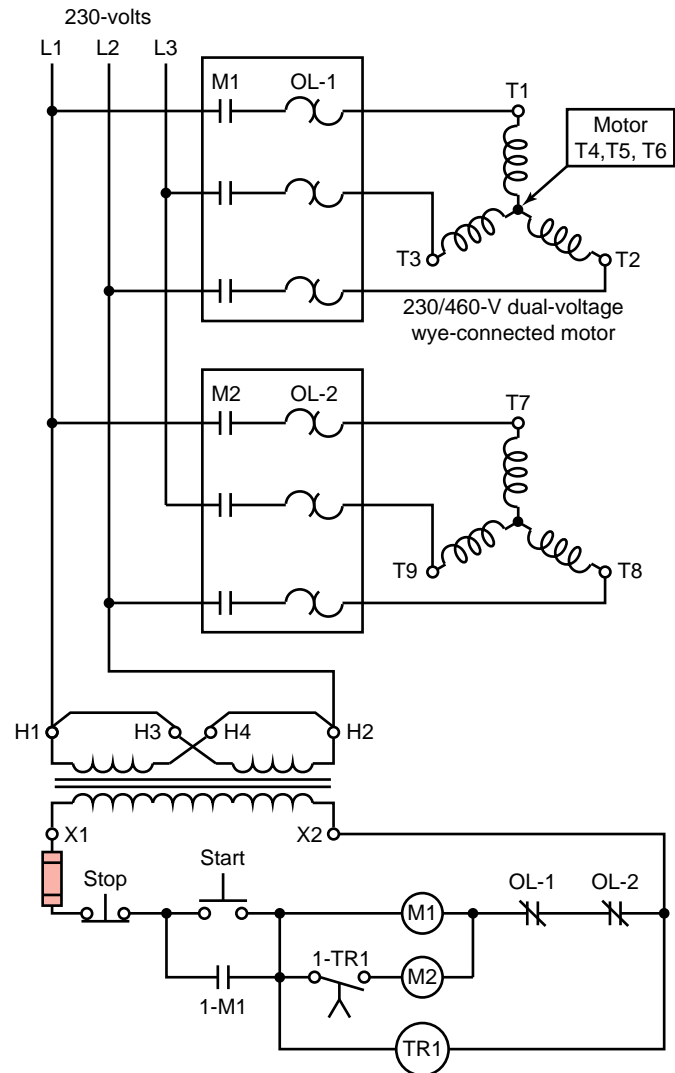 230-volts
L1 L2 L3
M1 OL-1
T1
Motor
T4,T5, T6
T3 T2
230/460-V dual-voltage
wye-connected motor
M2 OL-2
T7
T9 T8
H1 H3 H4 H2
X1 X2
Start
Stop OL-1 OL-2
M1
1-TR1
1-M1 M2
TR1